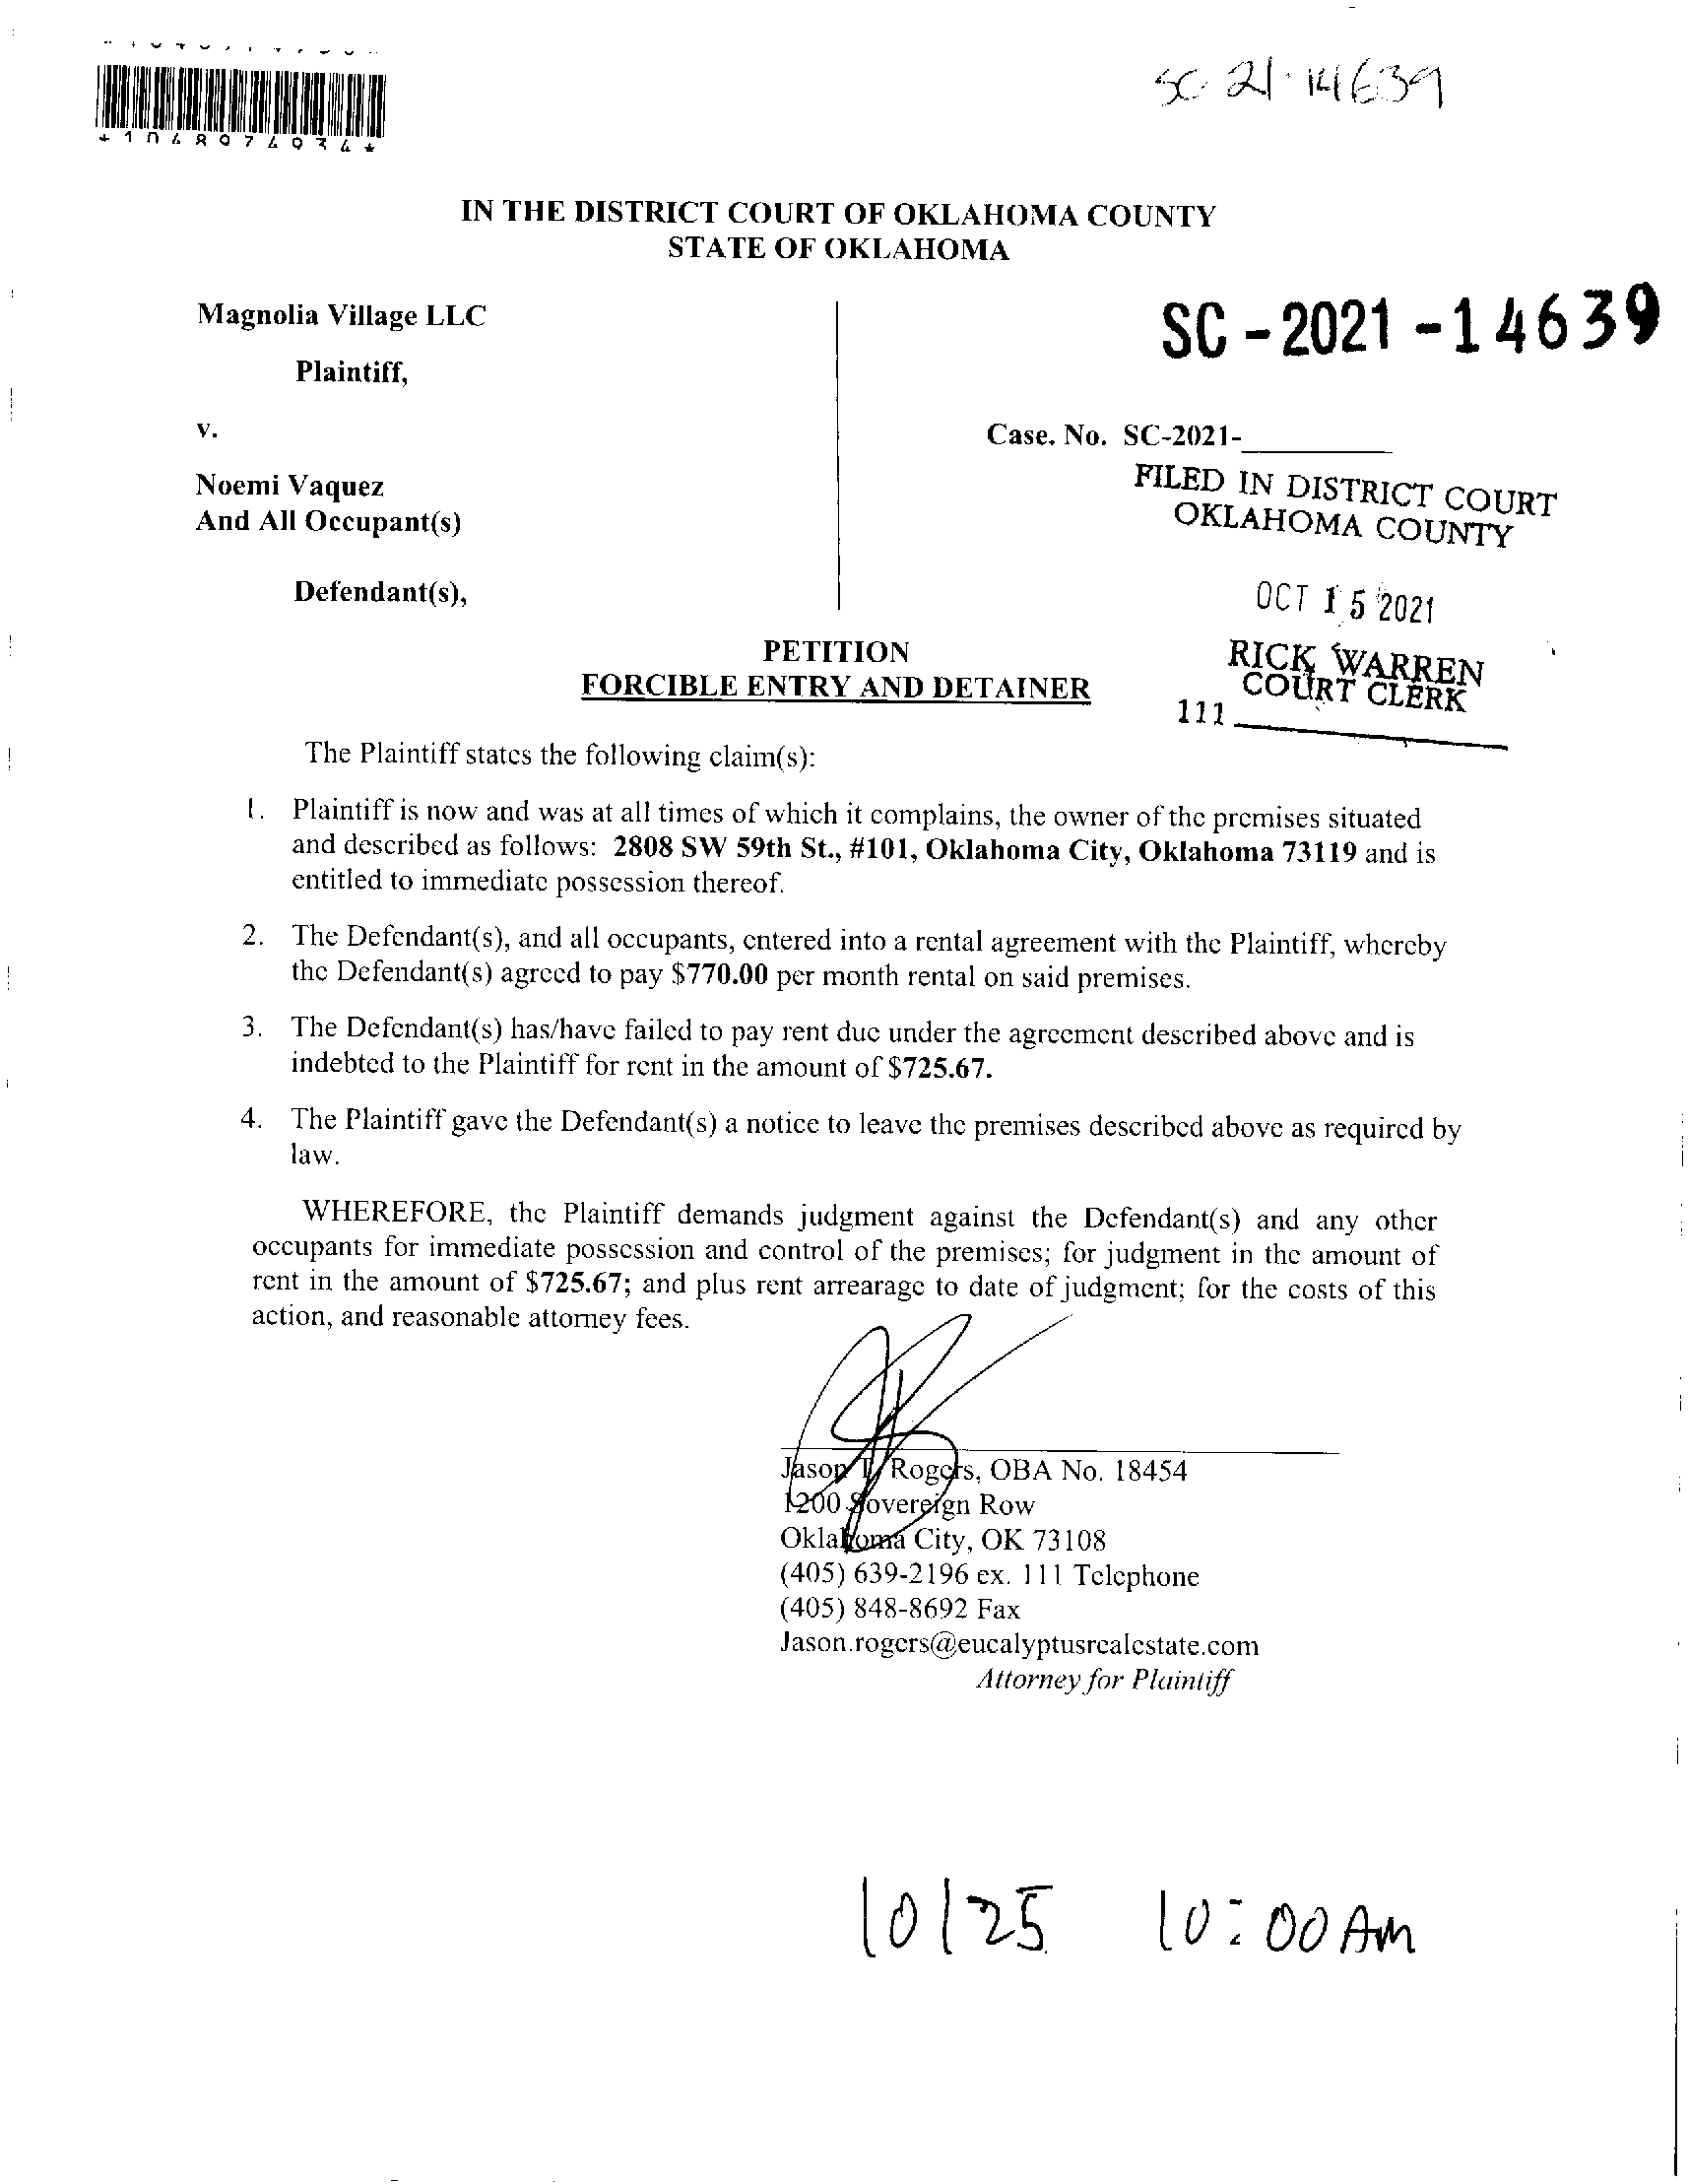 *1048974934*
SC 21-14639
IN THE DISTRICT COURT OF OKLAHOMA COUNTY
STATE OF OKLAHOMA
Magnolia Village LLC
SC-2021-14639
Plaintiff,
v.
Case. No. SC-2021-________
Noemi Vaquez
And All Occupant(s)
FILED IN DISTRICT COURT
OKLAHOMA COUNTY
Defendant(s),
OCT 15 2021
RICK WARREN
COURT CLERK
111 ________
PETITION
FORCIBLE ENTRY AND DETAINER
The Plaintiff states the following claim(s):
1. Plaintiff is now and was at all times of which it complains, the owner of the premises situated
and described as follows: 2808 SW 59th St., #101, Oklahoma City, Oklahoma 73119 and is
entitled to immediate possession thereof.
2. The Defendant(s), and all occupants, entered into a rental agreement with the Plaintiff, whereby
the Defendant(s) agreed to pay $770.00 per month rental on said premises.
3. The Defendant(s) has/have failed to pay rent due under the agreement described above and is
indebted to the Plaintiff for rent in the amount of $725.67.
4. The Plaintiff gave the Defendant(s) a notice to leave the premises described above as required by
law.
WHEREFORE, the Plaintiff demands judgment against the Defendant(s) and any other
occupants for immediate possession and control of the premises; for judgment in the amount of
rent in the amount of $725.67; and plus rent arrearage to date of judgment; for the costs of this
action, and reasonable attorney fees.
Jason Rogers, OBA No. 18454
1200 Sovereign Row
Oklahoma City, OK 73108
(405) 639-2196 ex. 111 Telephone
(405) 848-8692 Fax
Jason.rogers@eucalyptusrealestate.com
Attorney for Plaintiff
10/25 10:00 AM